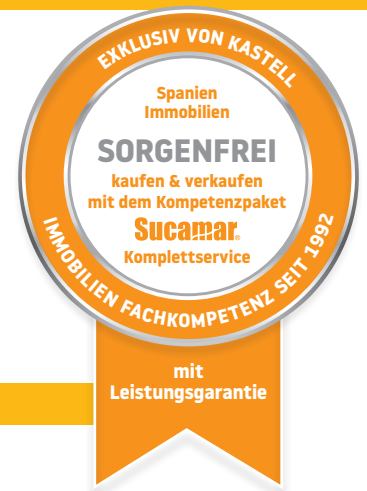 EXKLUSIV VON KASTELL
Spanien
Immobilien
SORGENFREI
kaufen & verkaufen
mit dem Kompetenzpaket
Sucamar®
Komplettservice
IMMOBILIEN FACHKOMPETENZ SEIT 1992
mit
Leistungsgarantie